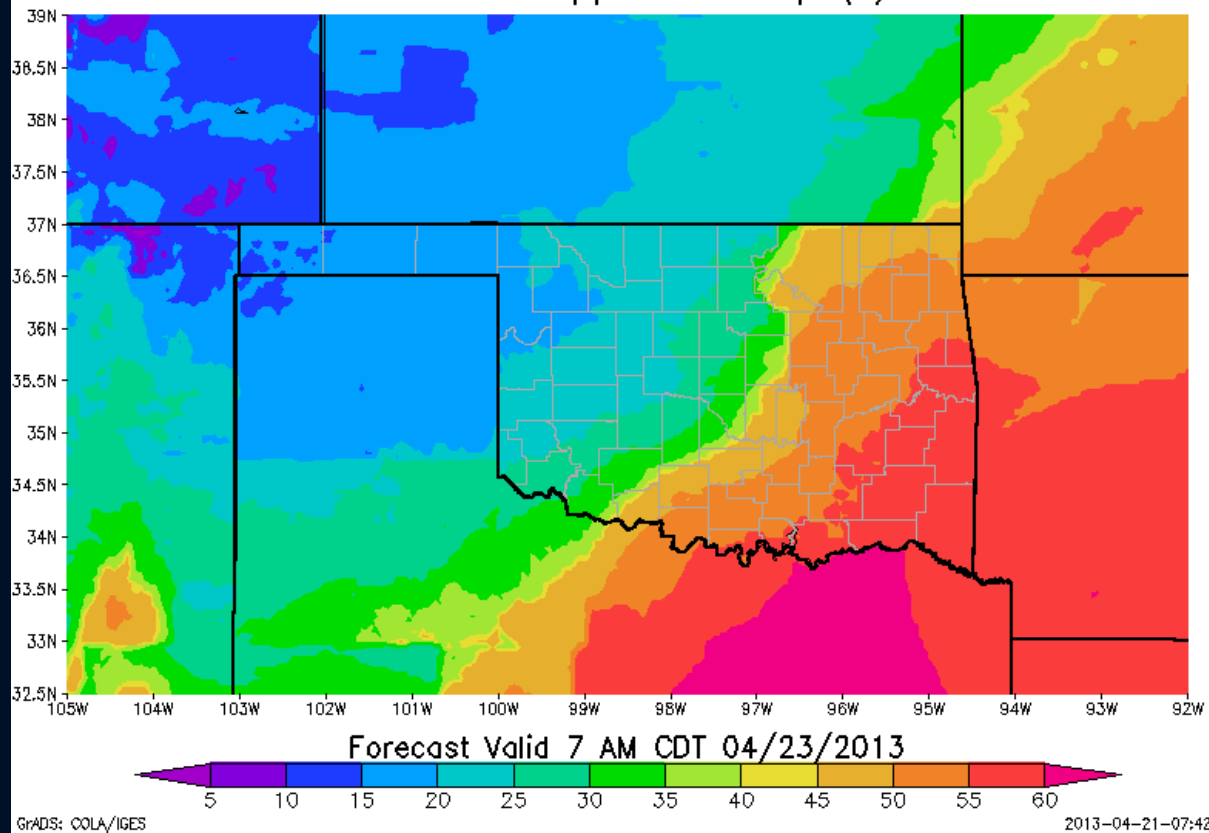 39N
38.5N
38N
37.5N
37N
36.5N
36N
35.5N
35N
34.5N
34N
33.5N
33N
32.5N
105W 104W 103W 102W 101W 100W 99W 98W 97W 96W 95W 94W 93W 92W
Forecast Valid 7 AM CDT 04/23/2013
5 10 15 20 25 30 35 40 45 50 55 60
GrADS: COLA/IGES 2013-04-21-07:42